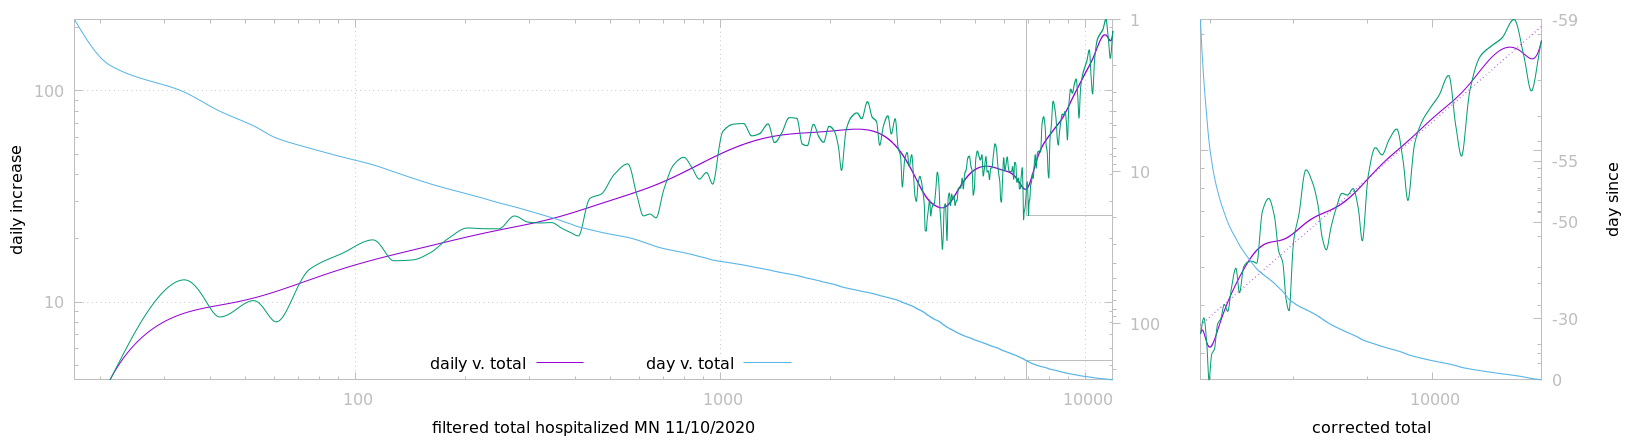 daily increase
100
10
100
1000
10000
1
10
100
daily v. total
day v. total
filtered total hospitalized MN 11/10/2020
-59
-55
-50
-30
0
day since
10000
corrected total